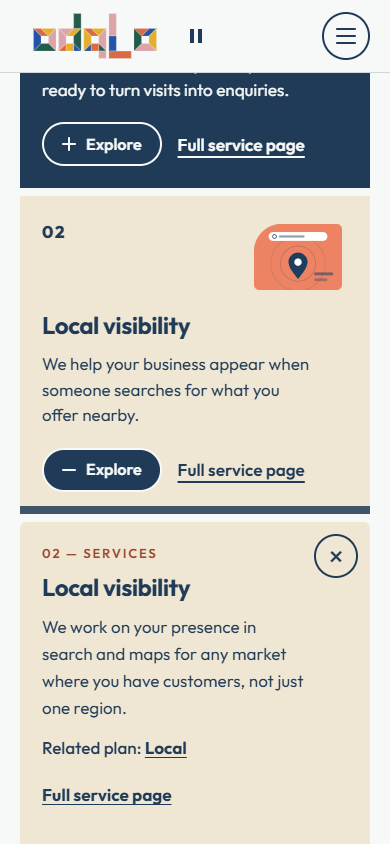 odqLo
ready to turn visits into enquiries.
Explore
Full service page
02
Local visibility
We help your business appear when
someone searches for what you
offer nearby.
Explore
Full service page
02 — SERVICES
Local visibility
We work on your presence in
search and maps for any market
where you have customers, not just
one region.
Related plan: Local
Full service page